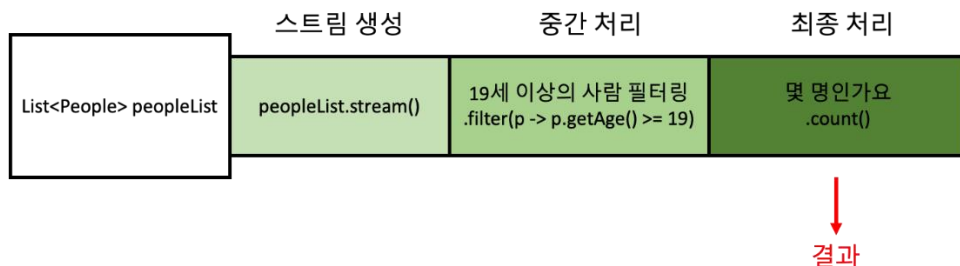 스트림 생성
중간 처리
최종 처리
List<People> peopleList
peopleList.stream()
19세 이상의 사람 필터링
.filter(p -> p.getAge() >= 19)
몇 명인가요
.count()
결과